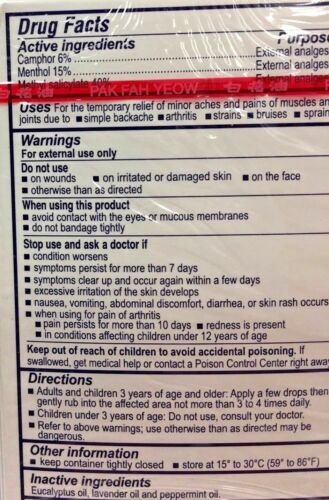 Drug Facts
Active ingredients Purpose
Camphor 6% External analges
Menthol 15% External analges
Methyl salicylate 40% External analges
PAK FAH YEOW 白花油
Uses For the temporary relief of minor aches and pains of muscles and
joints due to ■ simple backache ■ arthritis ■ strains ■ bruises ■ sprain
Warnings
For external use only
Do not use
■ on wounds ■ on irritated or damaged skin ■ on the face
■ otherwise than as directed
When using this product
■ avoid contact with the eyes or mucous membranes
■ do not bandage tightly
Stop use and ask a doctor if
■ condition worsens
■ symptoms persist for more than 7 days
■ symptoms clear up and occur again within a few days
■ excessive irritation of the skin develops
■ nausea, vomiting, abdominal discomfort, diarrhea, or skin rash occurs
■ when using for pain of arthritis
■ pain persists for more than 10 days ■ redness is present
■ in conditions affecting children under 12 years of age
Keep out of reach of children to avoid accidental poisoning. If
swallowed, get medical help or contact a Poison Control Center right away
Directions
■ Adults and children 3 years of age and older: Apply a few drops then
gently rub into the affected area not more than 3 to 4 times daily.
■ Children under 3 years of age: Do not use, consult your doctor.
■ Refer to above warnings; use otherwise than as directed may be
dangerous.
Other information
■ keep container tightly closed ■ store at 15° to 30°C (59° to 86°F)
Inactive ingredients
Eucalyptus oil, lavender oil and peppermint oil.